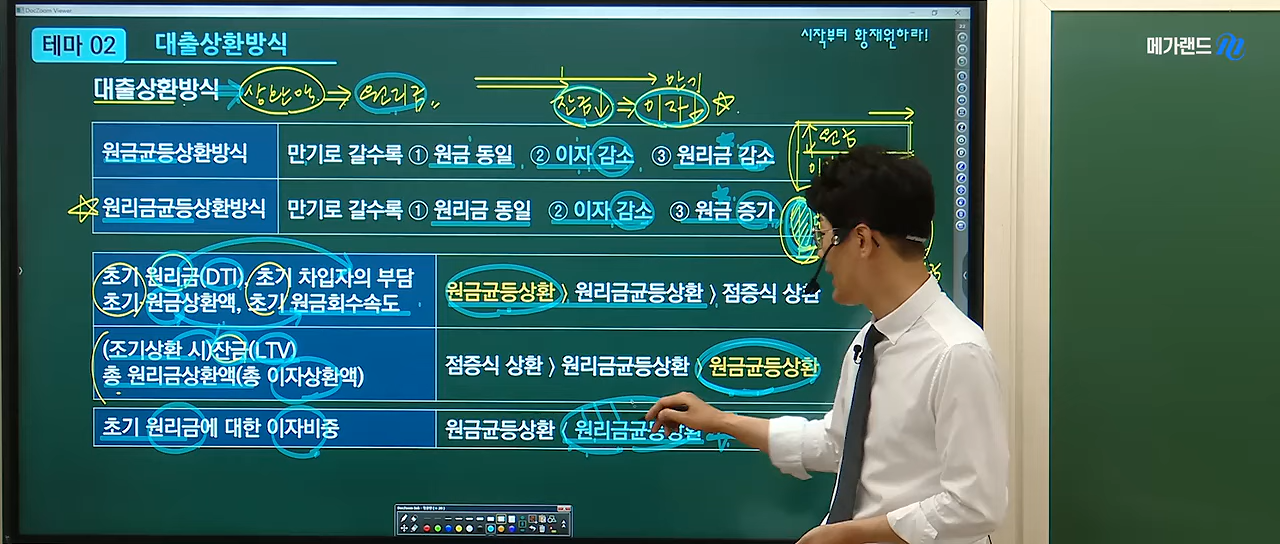 DocZoom Viewer
테마 02 대출상환방식
시작부터 황재원하라!
메가랜드
대출상환방식 → 상환액 ⇒ 원리금
만기
잔금↓ ⇒ 이자↓ ☆
원금
원금균등상환방식 만기로 갈수록 ① 원금 동일 ② 이자 감소 ③ 원리금 감소
☆ 원리금균등상환방식 만기로 갈수록 ① 원리금 동일 ② 이자 감소 ③ 원금 증가
초기 원리금(DTI), 초기 차입자의 부담
초기 원금상환액, 초기 원금회수속도
원금균등상환 〉 원리금균등상환 〉 점증식 상환
(조기상환 시)잔금(LTV)
총 원리금상환액(총 이자상환액)
점증식 상환 〉 원리금균등상환 〉 원금균등상환
초기 원리금에 대한 이자비중
원금균등상환 〈 원리금균등상환